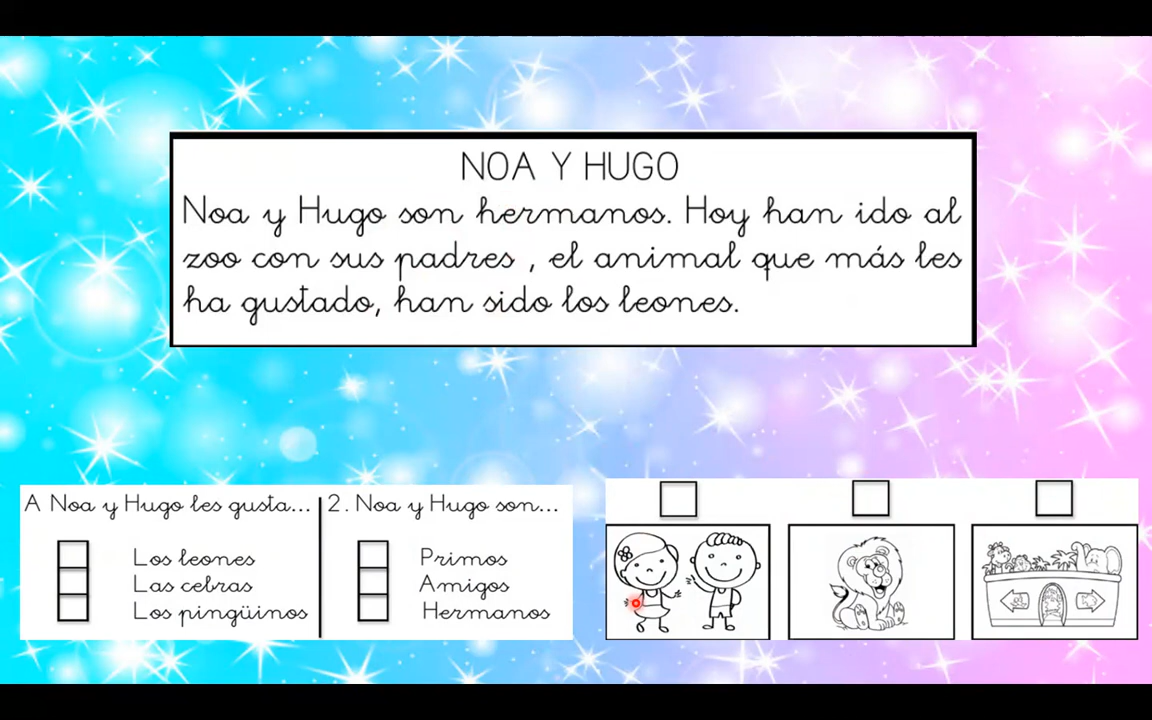 NOA Y HUGO
Noa y Hugo son hermanos. Hoy han ido al
zoo con sus padres , el animal que más les
ha gustado, han sido los leones.
A Noa y Hugo les gusta...
Los leones
Las cebras
Los pingüinos
2. Noa y Hugo son...
Primos
Amigos
Hermanos